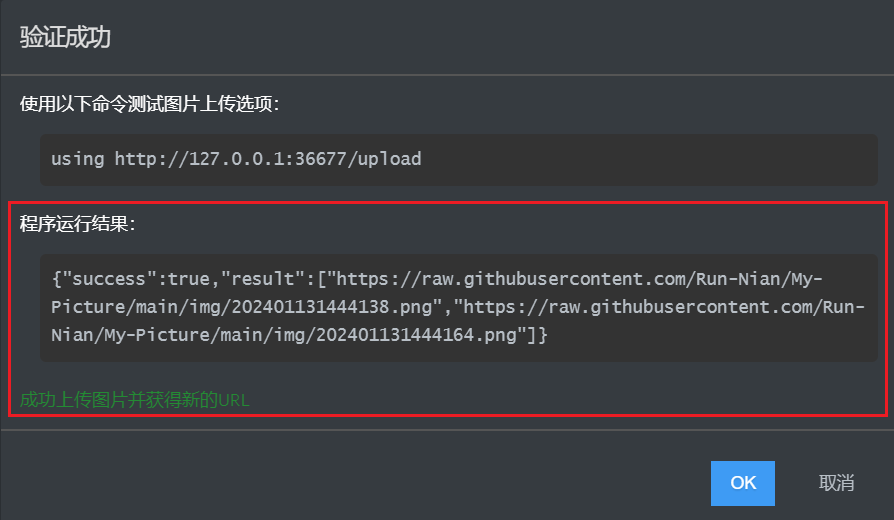 验证成功
使用以下命令测试图片上传选项：
using http://127.0.0.1:36677/upload
程序运行结果：
{"success":true,"result":["https://raw.githubusercontent.com/Run-Nian/My-
Picture/main/img/202401131444138.png","https://raw.githubusercontent.com/Run-
Nian/My-Picture/main/img/202401131444164.png"]}
成功上传图片并获得新的URL
OK
取消